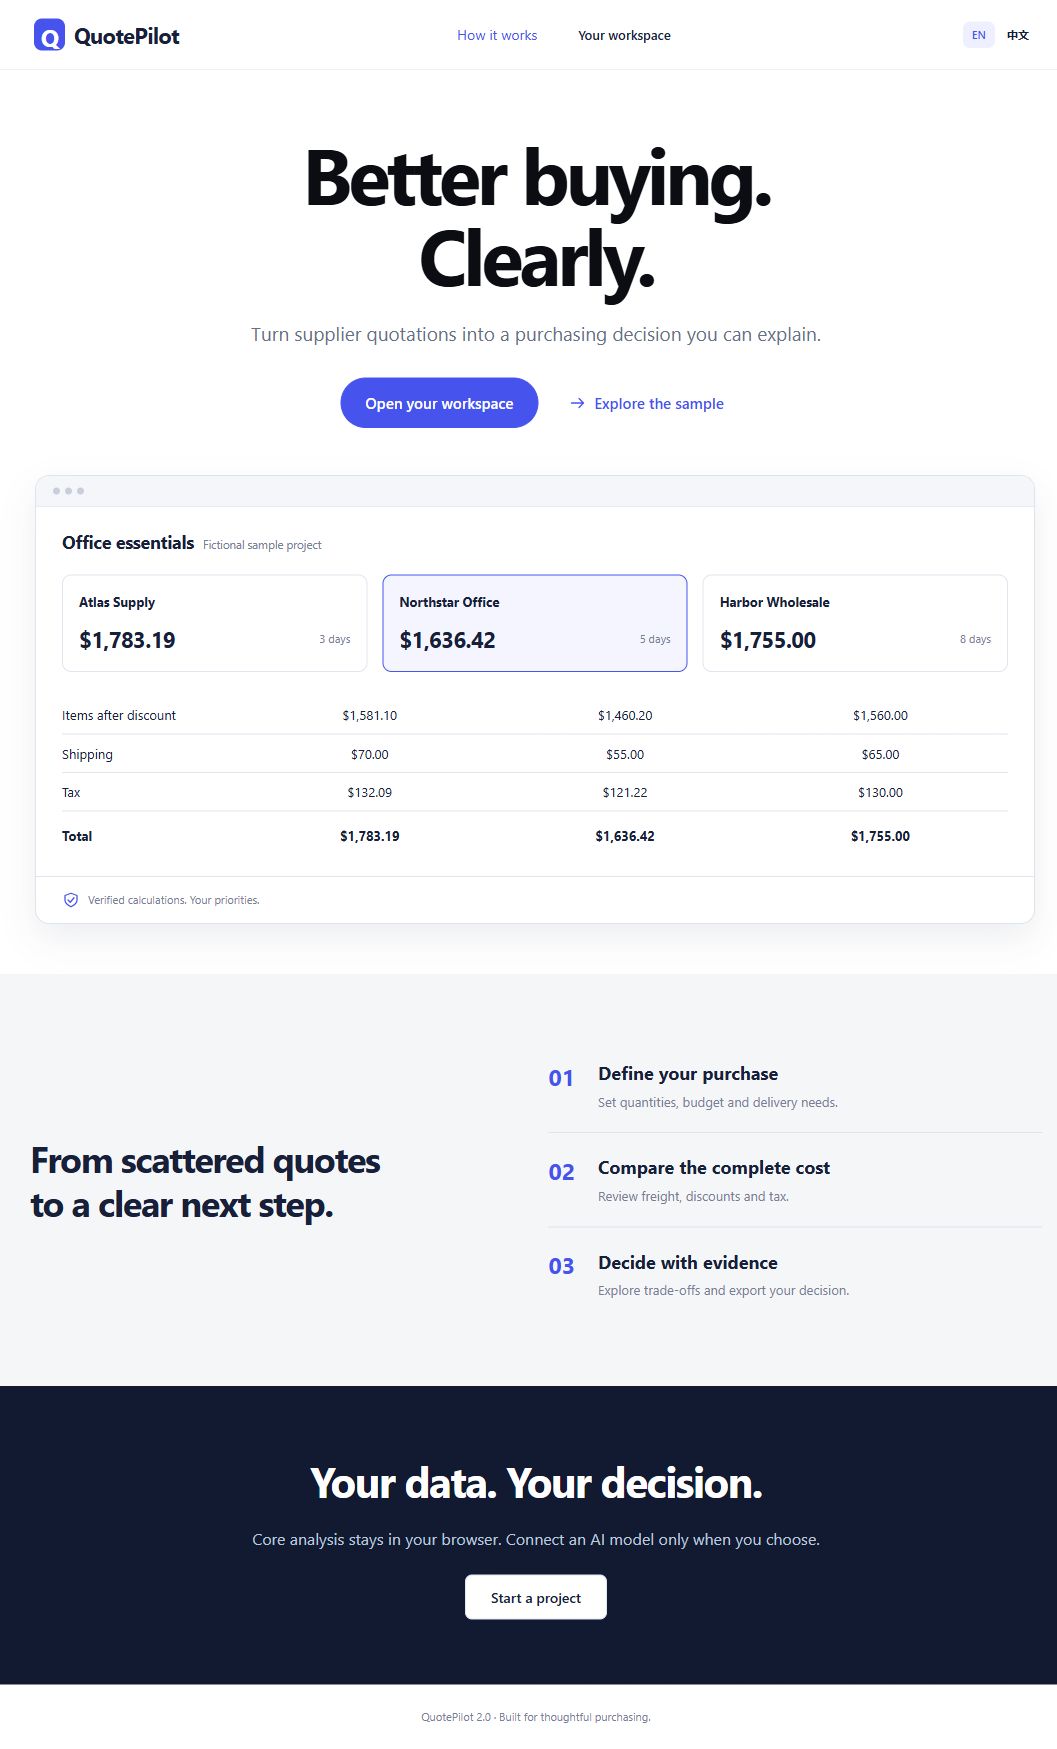 QuotePilot
How it works
Your workspace
EN
中文
Better buying.
Clearly.
Turn supplier quotations into a purchasing decision you can explain.
Open your workspace
→ Explore the sample
Office essentials Fictional sample project
Atlas Supply
$1,783.19 3 days
Northstar Office
$1,636.42 5 days
Harbor Wholesale
$1,755.00 8 days
Items after discount $1,581.10 $1,460.20 $1,560.00
Shipping $70.00 $55.00 $65.00
Tax $132.09 $121.22 $130.00
Total $1,783.19 $1,636.42 $1,755.00
Verified calculations. Your priorities.
From scattered quotes
to a clear next step.
01 Define your purchase
Set quantities, budget and delivery needs.
02 Compare the complete cost
Review freight, discounts and tax.
03 Decide with evidence
Explore trade-offs and export your decision.
Your data. Your decision.
Core analysis stays in your browser. Connect an AI model only when you choose.
Start a project
QuotePilot 2.0 · Built for thoughtful purchasing.